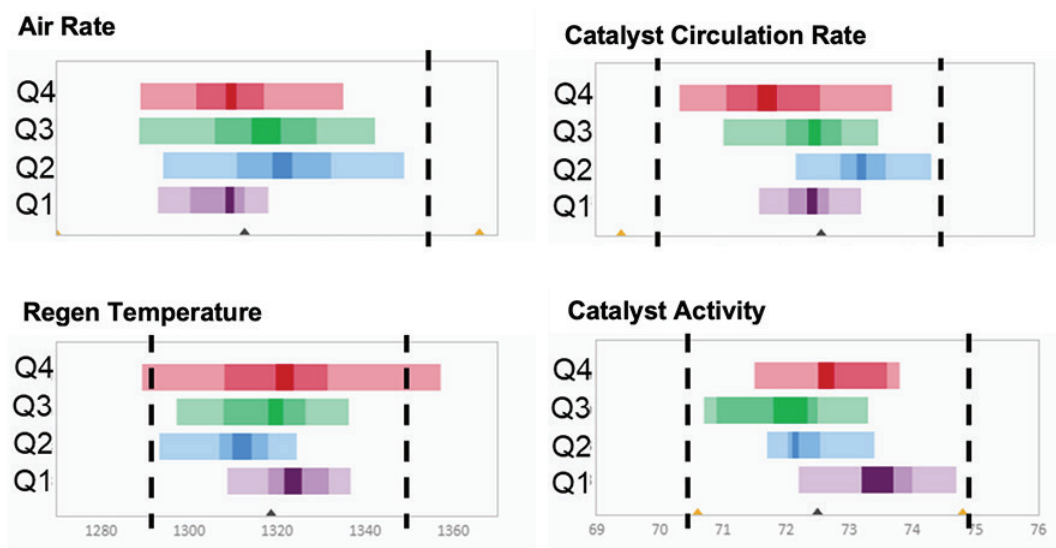 Air Rate
Q4
Q3
Q2
Q1
Catalyst Circulation Rate
Q4
Q3
Q2
Q1
Regen Temperature
Q4
Q3
Q2
Q1
1280 1300 1320 1340 1360
Catalyst Activity
Q4
Q3
Q2
Q1
69 70 71 72 73 74 75 76